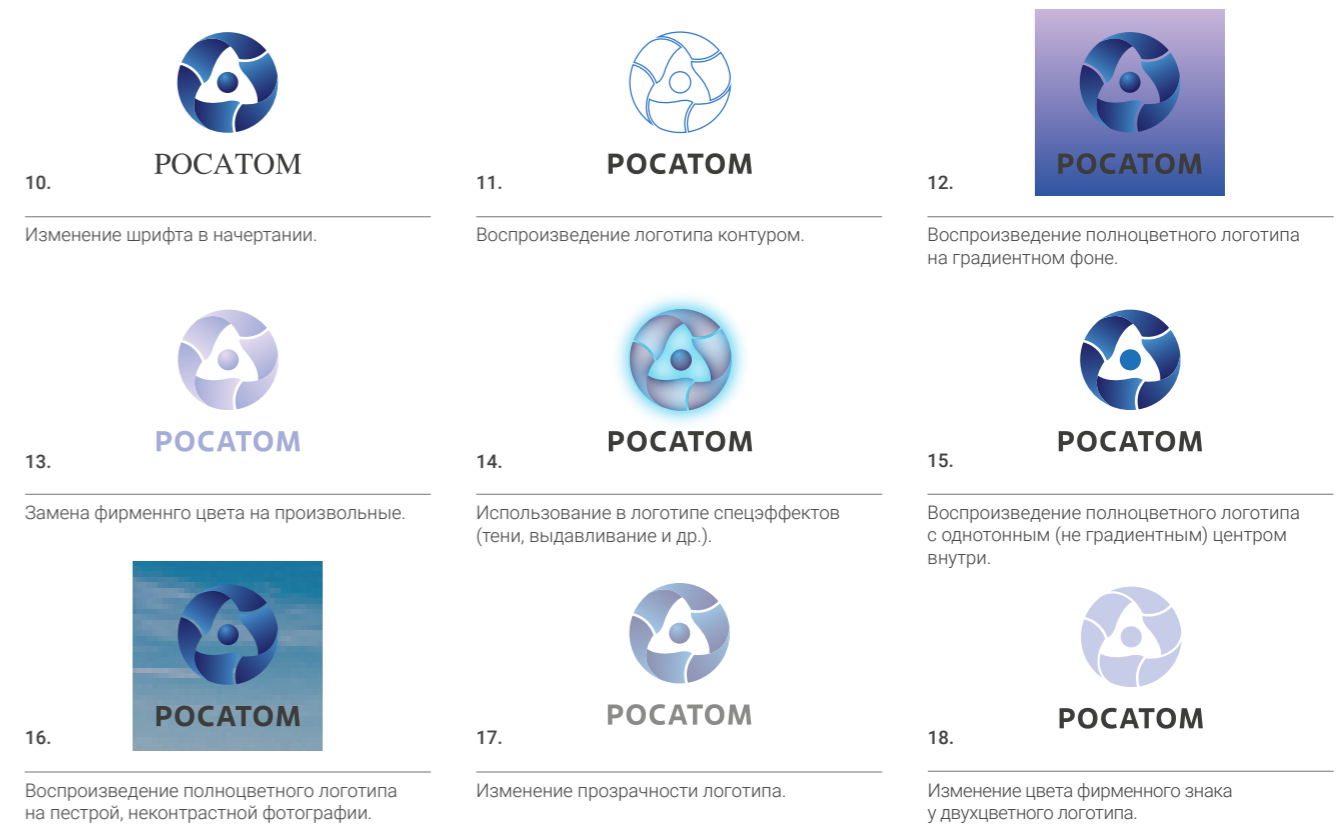 РОСАТОМ
10.
Изменение шрифта в начертании.
РОСАТОМ
11.
Воспроизведение логотипа контуром.
РОСАТОМ
12.
Воспроизведение полноцветного логотипа
на градиентном фоне.
РОСАТОМ
13.
Замена фирменнго цвета на произвольные.
РОСАТОМ
14.
Использование в логотипе спецэффектов
(тени, выдавливание и др.).
РОСАТОМ
15.
Воспроизведение полноцветного логотипа
с однотонным (не градиентным) центром
внутри.
РОСАТОМ
16.
Воспроизведение полноцветного логотипа
на пестрой, неконтрастной фотографии.
РОСАТОМ
17.
Изменение прозрачности логотипа.
РОСАТОМ
18.
Изменение цвета фирменного знака
у двухцветного логотипа.